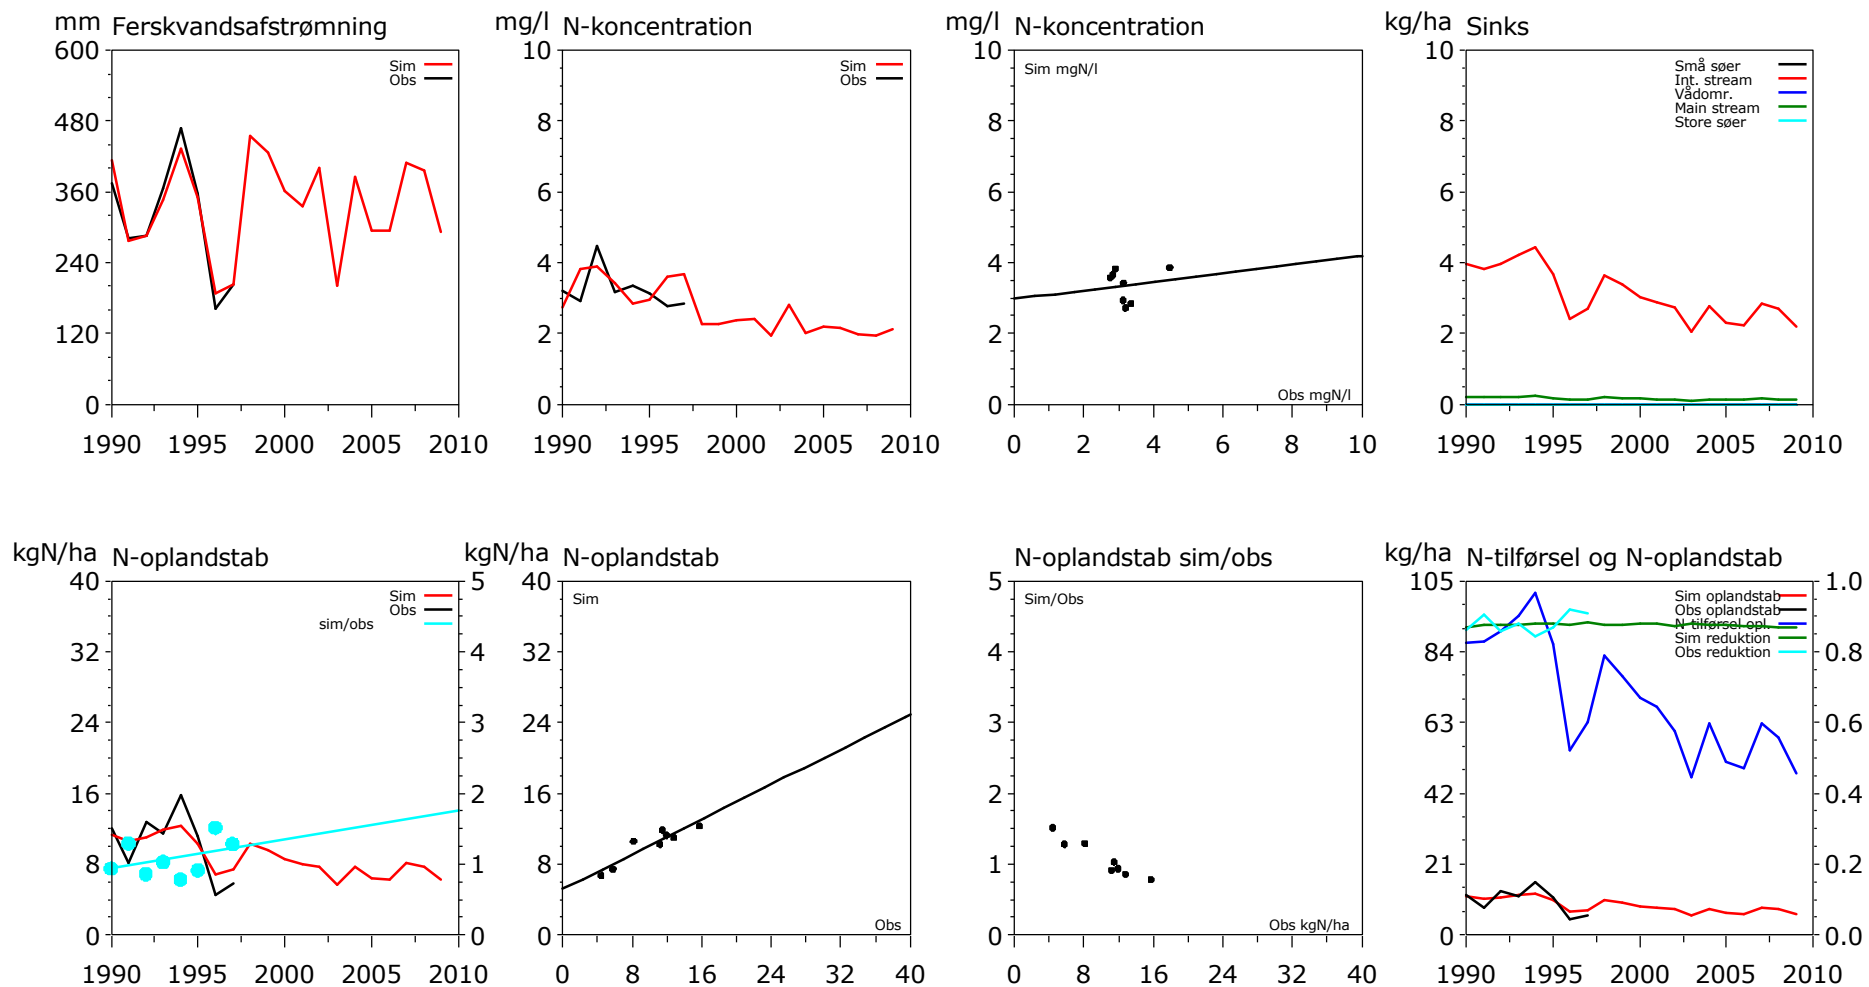 mm Ferskvandsafstrømning
600
480
360
240
120
0
1990 1995 2000 2005 2010
Sim
Obs
mg/l N-koncentration
10
8
6
4
2
0
1990 1995 2000 2005 2010
Sim
Obs
mg/l N-koncentration
10
8
6
4
2
0
0 2 4 6 8 10
Sim mgN/l
Obs mgN/l
kg/ha Sinks
10
8
6
4
2
0
1990 1995 2000 2005 2010
Små søer
Int. stream
Vådomr.
Main stream
Store søer
kgN/ha N-oplandstab
40
32
24
16
8
0
1990 1995 2000 2005 2010
5
4
3
2
1
0
Sim
Obs
sim/obs
kgN/ha N-oplandstab
40
32
24
16
8
0
0 8 16 24 32 40
Sim
Obs
N-oplandstab sim/obs
5
4
3
2
1
0
0 8 16 24 32 40
Sim/Obs
Obs kgN/ha
kg/ha N-tilførsel og N-oplandstab
105
84
63
42
21
0
1990 1995 2000 2005 2010
1.0
0.8
0.6
0.4
0.2
0.0
Sim oplandstab
Obs oplandstab
N-tilførsel opl.
Sim reduktion
Obs reduktion